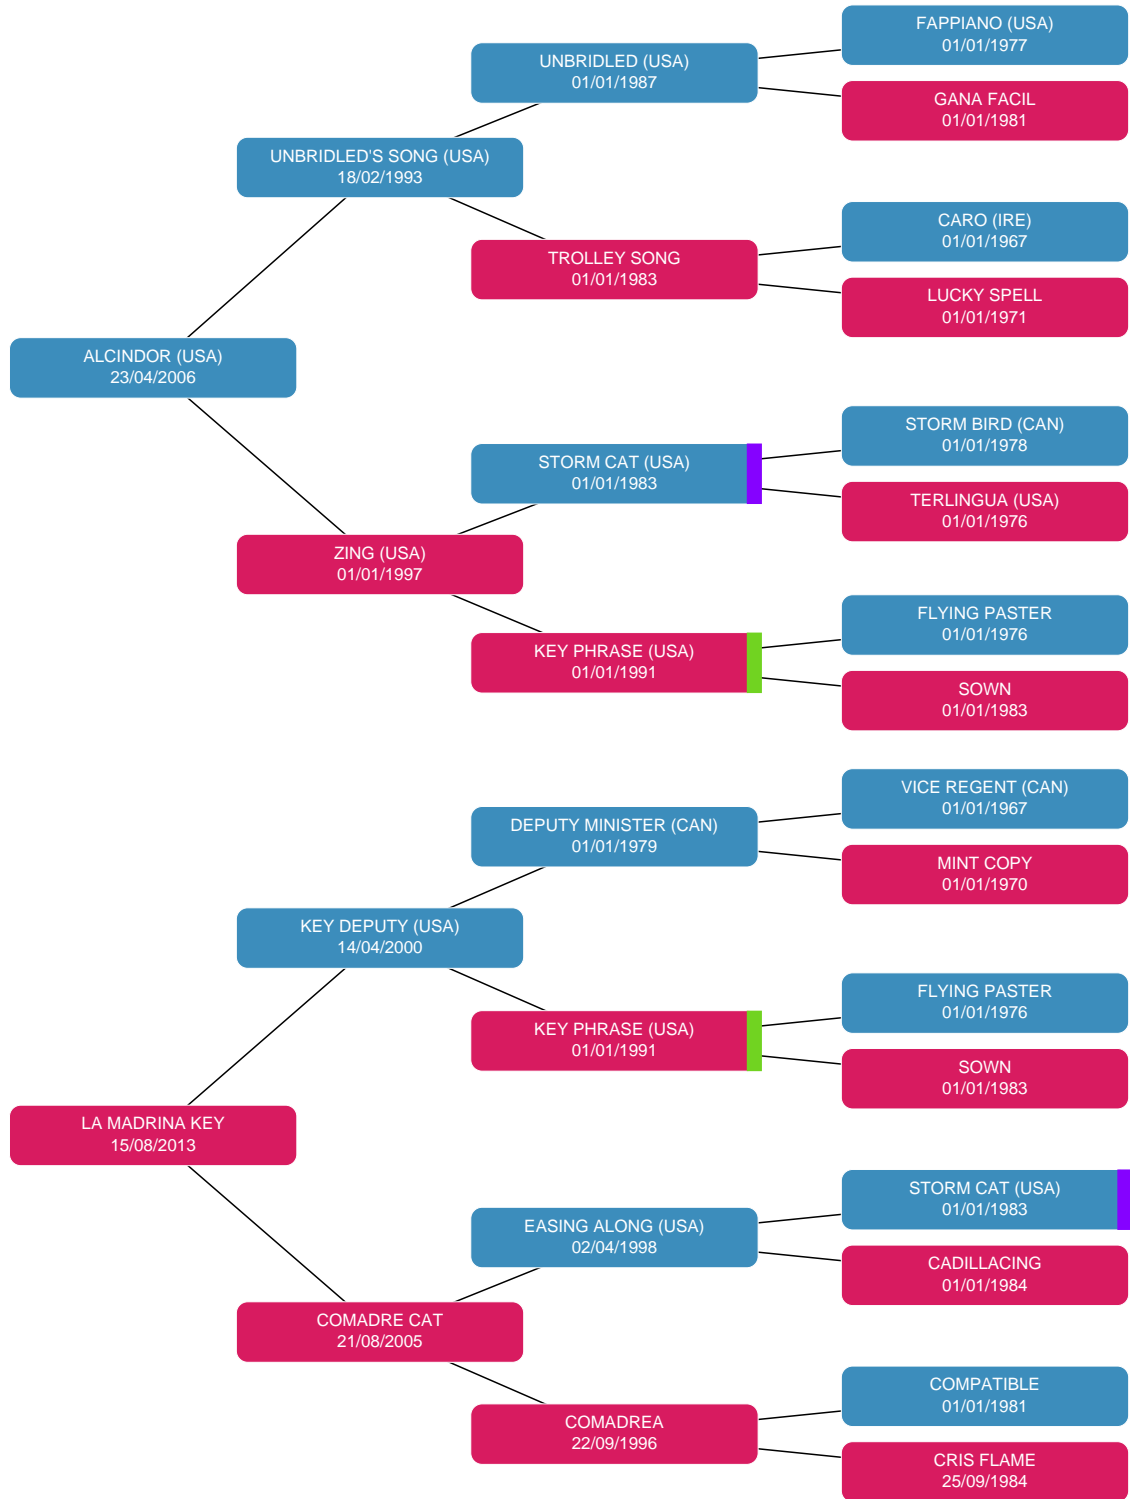 FAPPIANO (USA)
01/01/1977
UNBRIDLED (USA)
01/01/1987
GANA FACIL
01/01/1981
UNBRIDLED'S SONG (USA)
18/02/1993
CARO (IRE)
01/01/1967
TROLLEY SONG
01/01/1983
LUCKY SPELL
01/01/1971
ALCINDOR (USA)
23/04/2006
STORM BIRD (CAN)
01/01/1978
STORM CAT (USA)
01/01/1983
TERLINGUA (USA)
01/01/1976
ZING (USA)
01/01/1997
FLYING PASTER
01/01/1976
KEY PHRASE (USA)
01/01/1991
SOWN
01/01/1983
VICE REGENT (CAN)
01/01/1967
DEPUTY MINISTER (CAN)
01/01/1979
MINT COPY
01/01/1970
KEY DEPUTY (USA)
14/04/2000
FLYING PASTER
01/01/1976
KEY PHRASE (USA)
01/01/1991
SOWN
01/01/1983
LA MADRINA KEY
15/08/2013
STORM CAT (USA)
01/01/1983
EASING ALONG (USA)
02/04/1998
CADILLACING
01/01/1984
COMADRE CAT
21/08/2005
COMPATIBLE
01/01/1981
COMADREA
22/09/1996
CRIS FLAME
25/09/1984